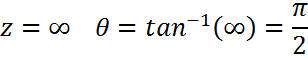 z = ∞ θ = tan⁻¹(∞) = π/2